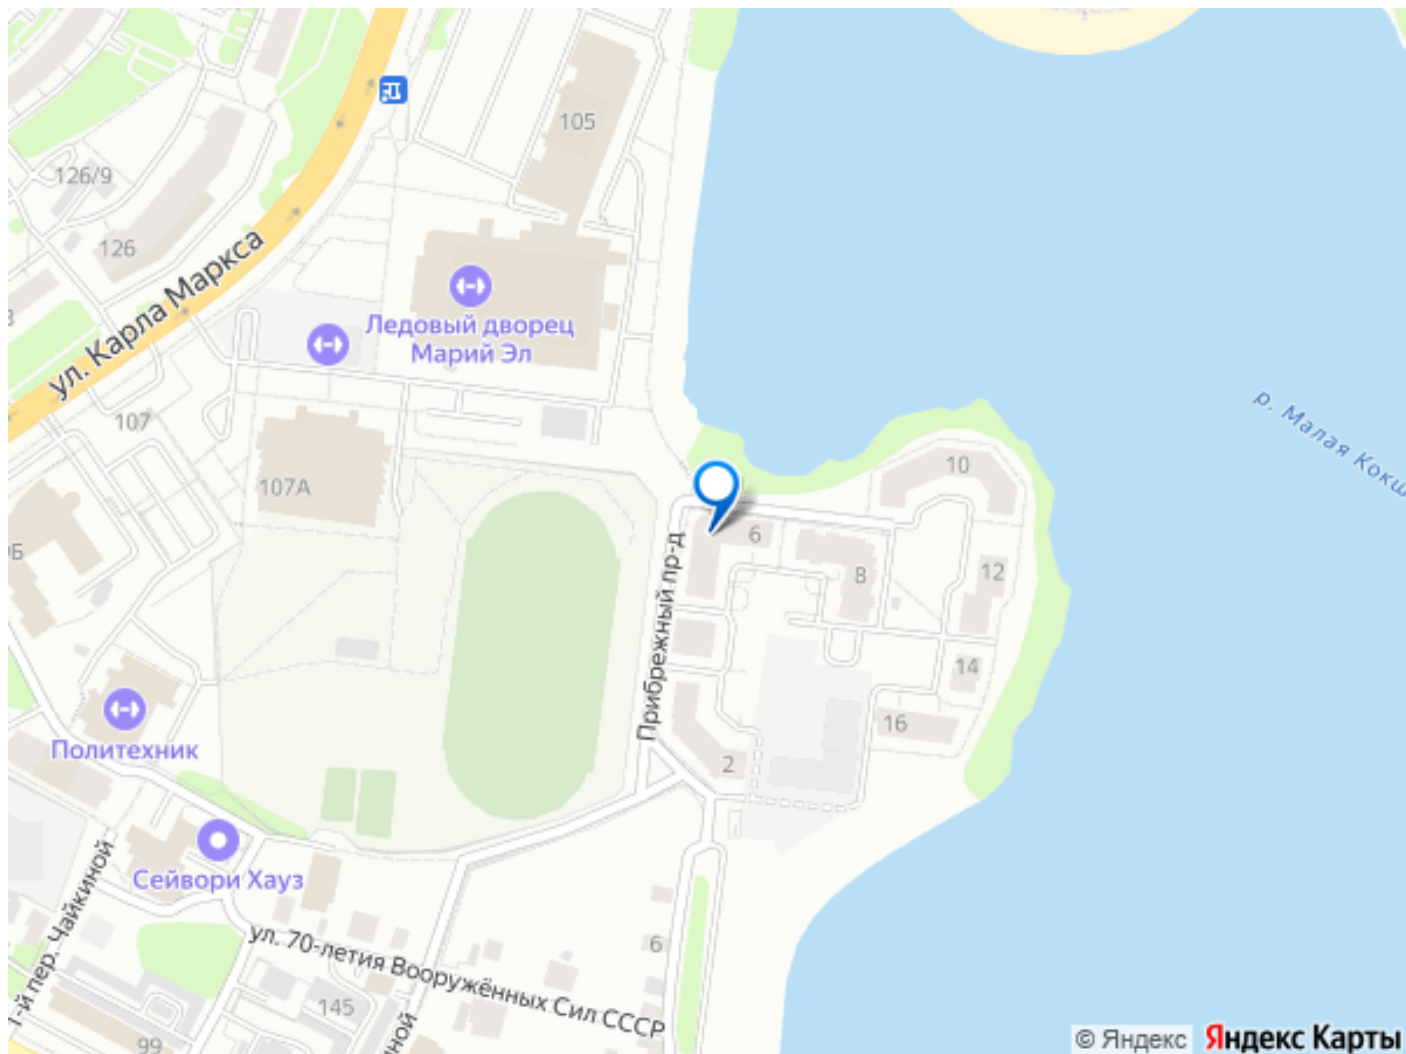 105
126/9
126
ул. Карла Маркса
Ледовый дворец
Марий Эл
р. Малая Кокш
107
10
107А
6
Прибрежный пр-д
8
12
14
16
Политехник
2
Сейвори Хауз
1-й пер. Чайкиной
ул. 70-летия Вооружённых Сил СССР
6
145
99
© Яндекс
Яндекс Карты